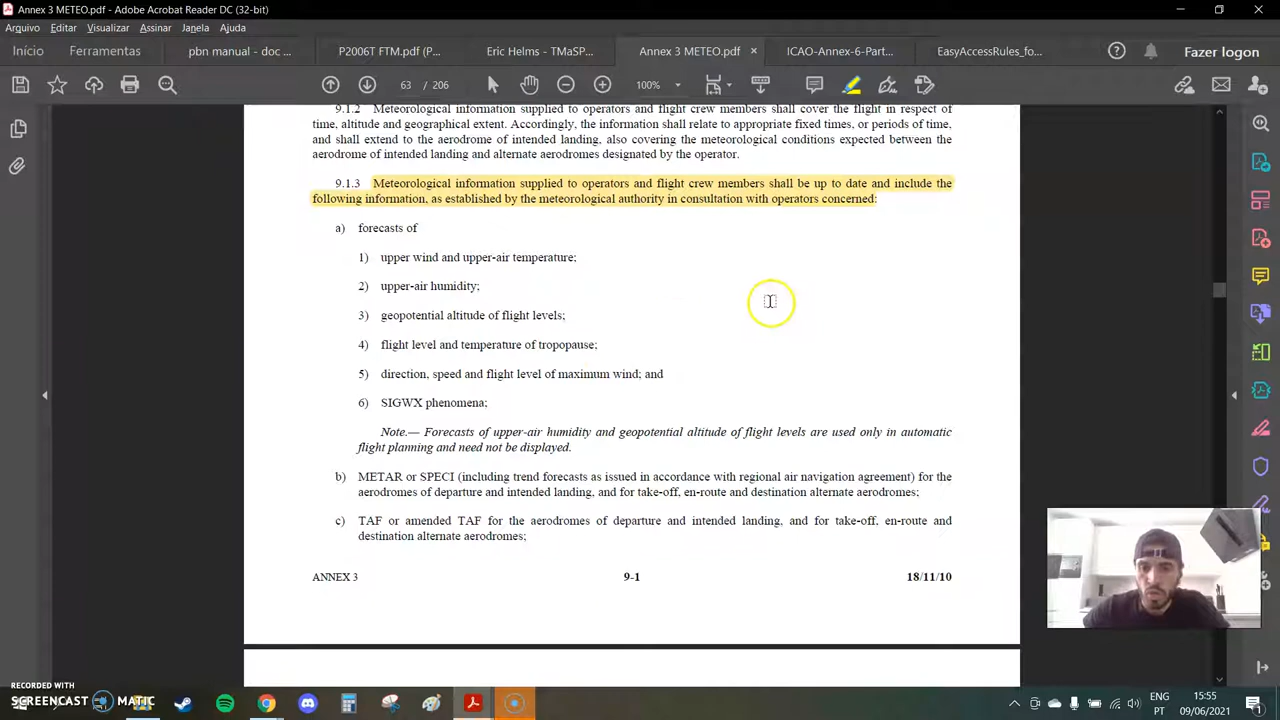 Annex 3 METEO.pdf - Adobe Acrobat Reader DC (32-bit)
Arquivo Editar Visualizar Assinar Janela Ajuda
Início Ferramentas pbn manual - doc ... P2006T FTM.pdf (P... Eric Helms - TMaSP... Annex 3 METEO.pdf × ICAO-Annex-6-Part... EasyAccessRules_fo... Fazer logon
63 / 206 100%
9.1.2 Meteorological information supplied to operators and flight crew members shall cover the flight in respect of
time, altitude and geographical extent. Accordingly, the information shall relate to appropriate fixed times, or periods of time,
and shall extend to the aerodrome of intended landing, also covering the meteorological conditions expected between the
aerodrome of intended landing and alternate aerodromes designated by the operator.
9.1.3 Meteorological information supplied to operators and flight crew members shall be up to date and include the
following information, as established by the meteorological authority in consultation with operators concerned:
a) forecasts of
1) upper wind and upper-air temperature;
2) upper-air humidity;
3) geopotential altitude of flight levels;
4) flight level and temperature of tropopause;
5) direction, speed and flight level of maximum wind; and
6) SIGWX phenomena;
Note.— Forecasts of upper-air humidity and geopotential altitude of flight levels are used only in automatic
flight planning and need not be displayed.
b) METAR or SPECI (including trend forecasts as issued in accordance with regional air navigation agreement) for the
aerodromes of departure and intended landing, and for take-off, en-route and destination alternate aerodromes;
c) TAF or amended TAF for the aerodromes of departure and intended landing, and for take-off, en-route and
destination alternate aerodromes;
ANNEX 3 9-1 18/11/10
RECORDED WITH
SCREENCAST MATIC
ENG 15:55
PT 09/06/2021